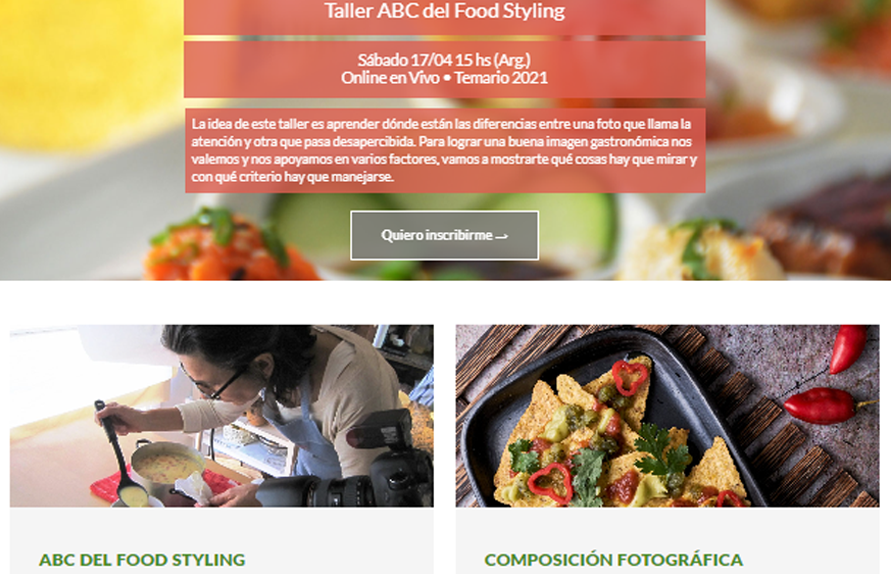 Taller ABC del Food Styling
Sábado 17/04 15 hs (Arg.)
Online en Vivo • Temario 2021
La idea de este taller es aprender dónde están las diferencias entre una foto que llama la
atención y otra que pasa desapercibida. Para lograr una buena imagen gastronómica nos
valemos y nos apoyamos en varios factores, vamos a mostrarte qué cosas hay que mirar y
con qué criterio hay que manejarse.
Quiero inscribirme →
ABC DEL FOOD STYLING
COMPOSICIÓN FOTOGRÁFICA